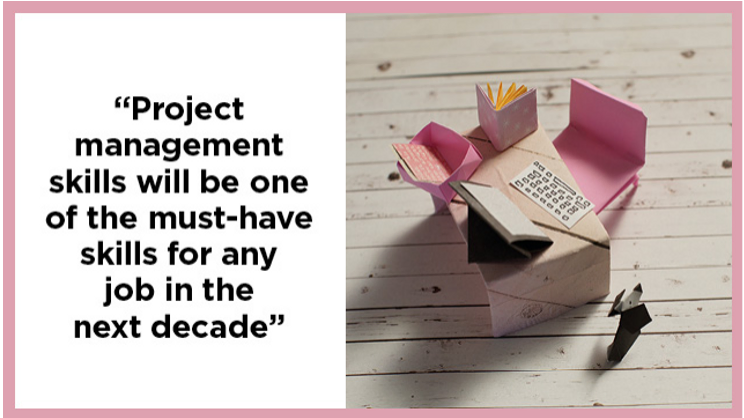 “Project
management
skills will be one
of the must-have
skills for any
job in the
next decade”